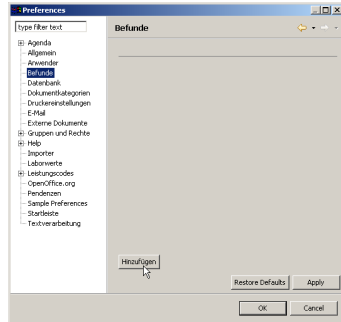 Preferences
type filter text
Befunde
Agenda
Allgemein
Anwender
Befunde
Datenbank
Dokumentkategorien
Druckereinstellungen
E-Mail
Externe Dokumente
Gruppen und Rechte
Help
Importer
Laborwerte
Leistungscodes
OpenOffice.org
Pendenzen
Sample Preferences
Startleiste
Textverarbeitung
Hinzufügen
Restore Defaults
Apply
OK
Cancel